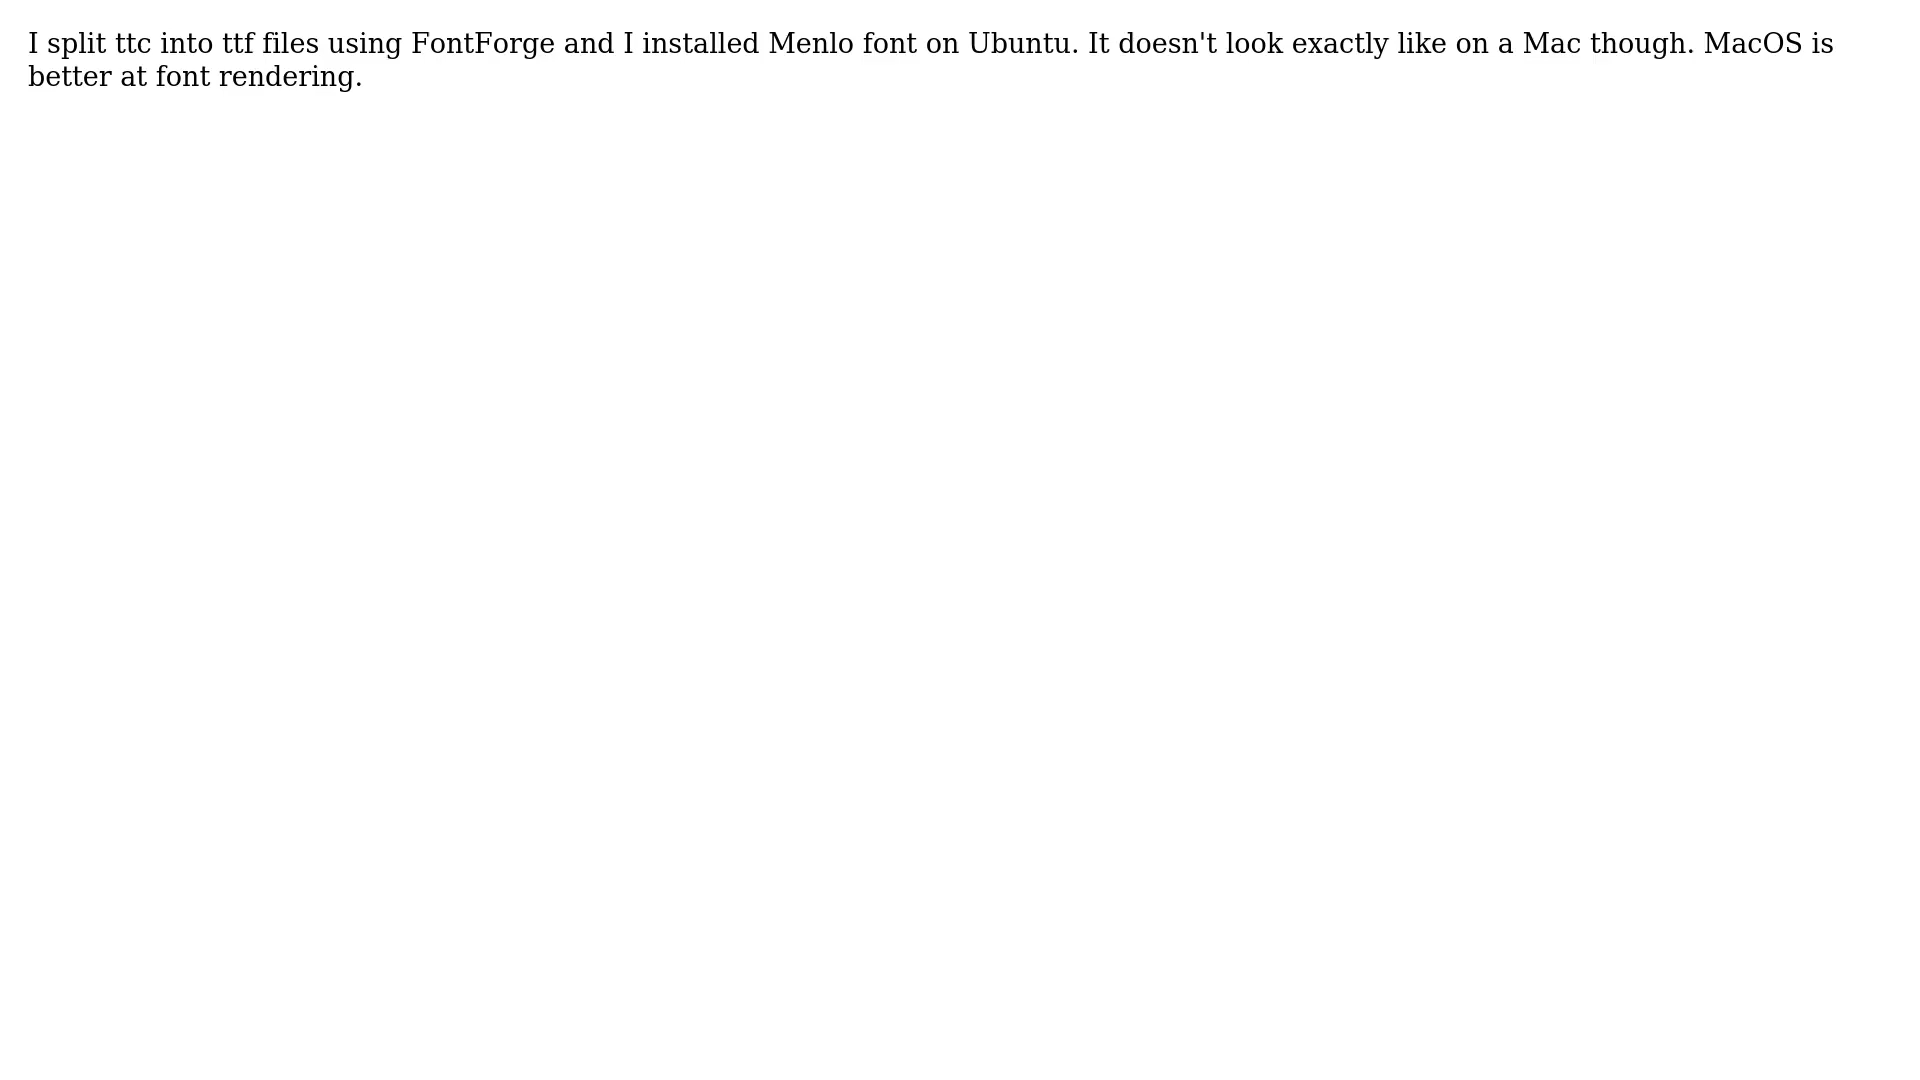 I split ttc into ttf files using FontForge and I installed Menlo font on Ubuntu. It doesn't look exactly like on a Mac though. MacOS is
better at font rendering.